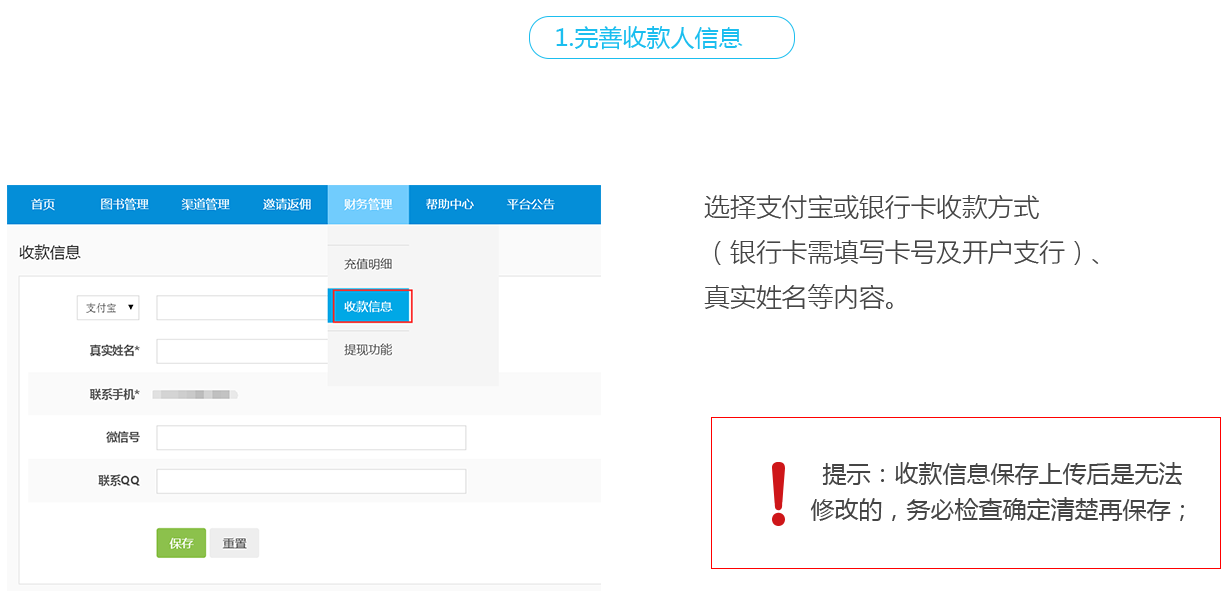 1.完善收款人信息
首页 图书管理 渠道管理 邀请返佣 财务管理 帮助中心 平台公告
收款信息
充值明细
支付宝
收款信息
真实姓名*
提现功能
联系手机*
微信号
联系QQ
保存 重置
选择支付宝或银行卡收款方式
（银行卡需填写卡号及开户支行）、
真实姓名等内容。
提示：收款信息保存上传后是无法
修改的，务必检查确定清楚再保存；